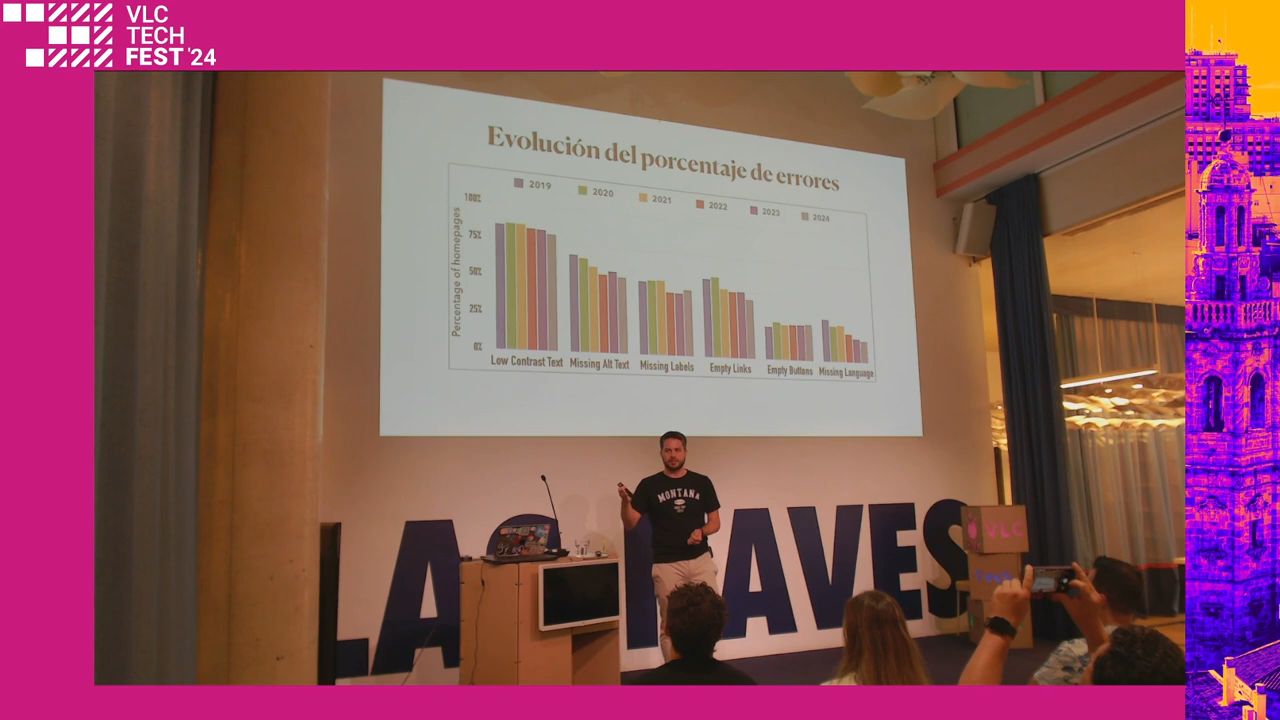 VLC
TECH
FEST '24
Evolución del porcentaje de errores
2019 2020 2021 2022 2023 2024
Percentage of homepages
100%
75%
50%
25%
0%
Low Contrast Text Missing Alt Text Missing Labels Empty Links Empty Buttons Missing Language
MONTANA
LA
NAVES
VLC
Tech